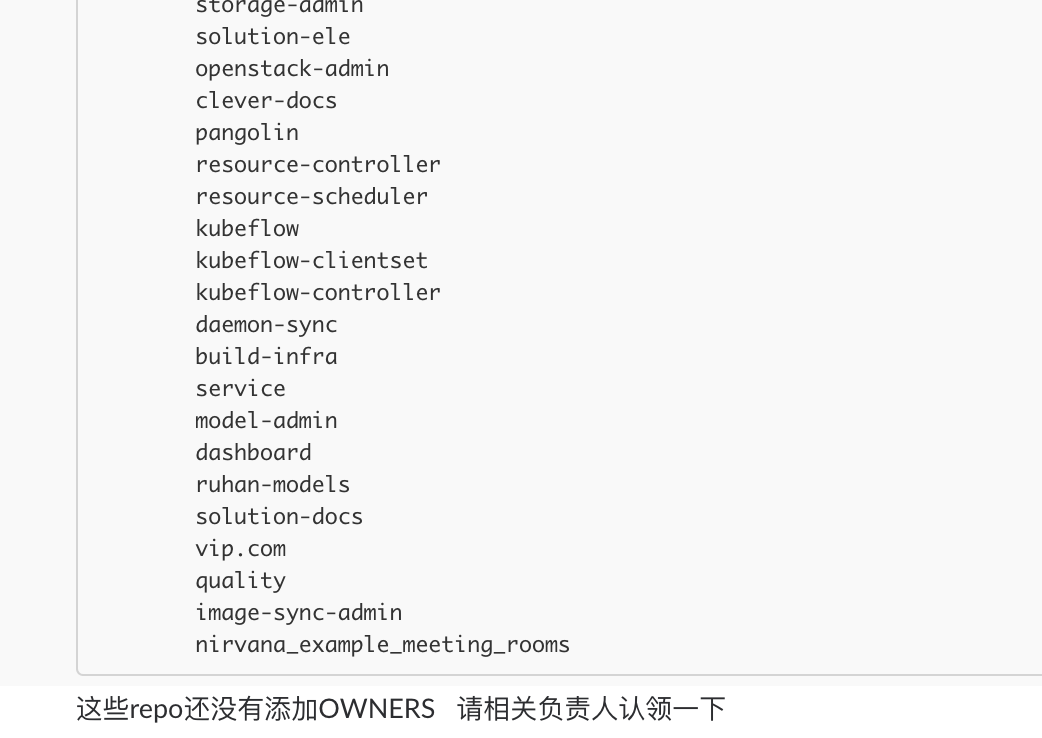 storage-admin
solution-ele
openstack-admin
clever-docs
pangolin
resource-controller
resource-scheduler
kubeflow
kubeflow-clientset
kubeflow-controller
daemon-sync
build-infra
service
model-admin
dashboard
ruhan-models
solution-docs
vip.com
quality
image-sync-admin
nirvana_example_meeting_rooms
这些repo还没有添加OWNERS 请相关负责人认领一下